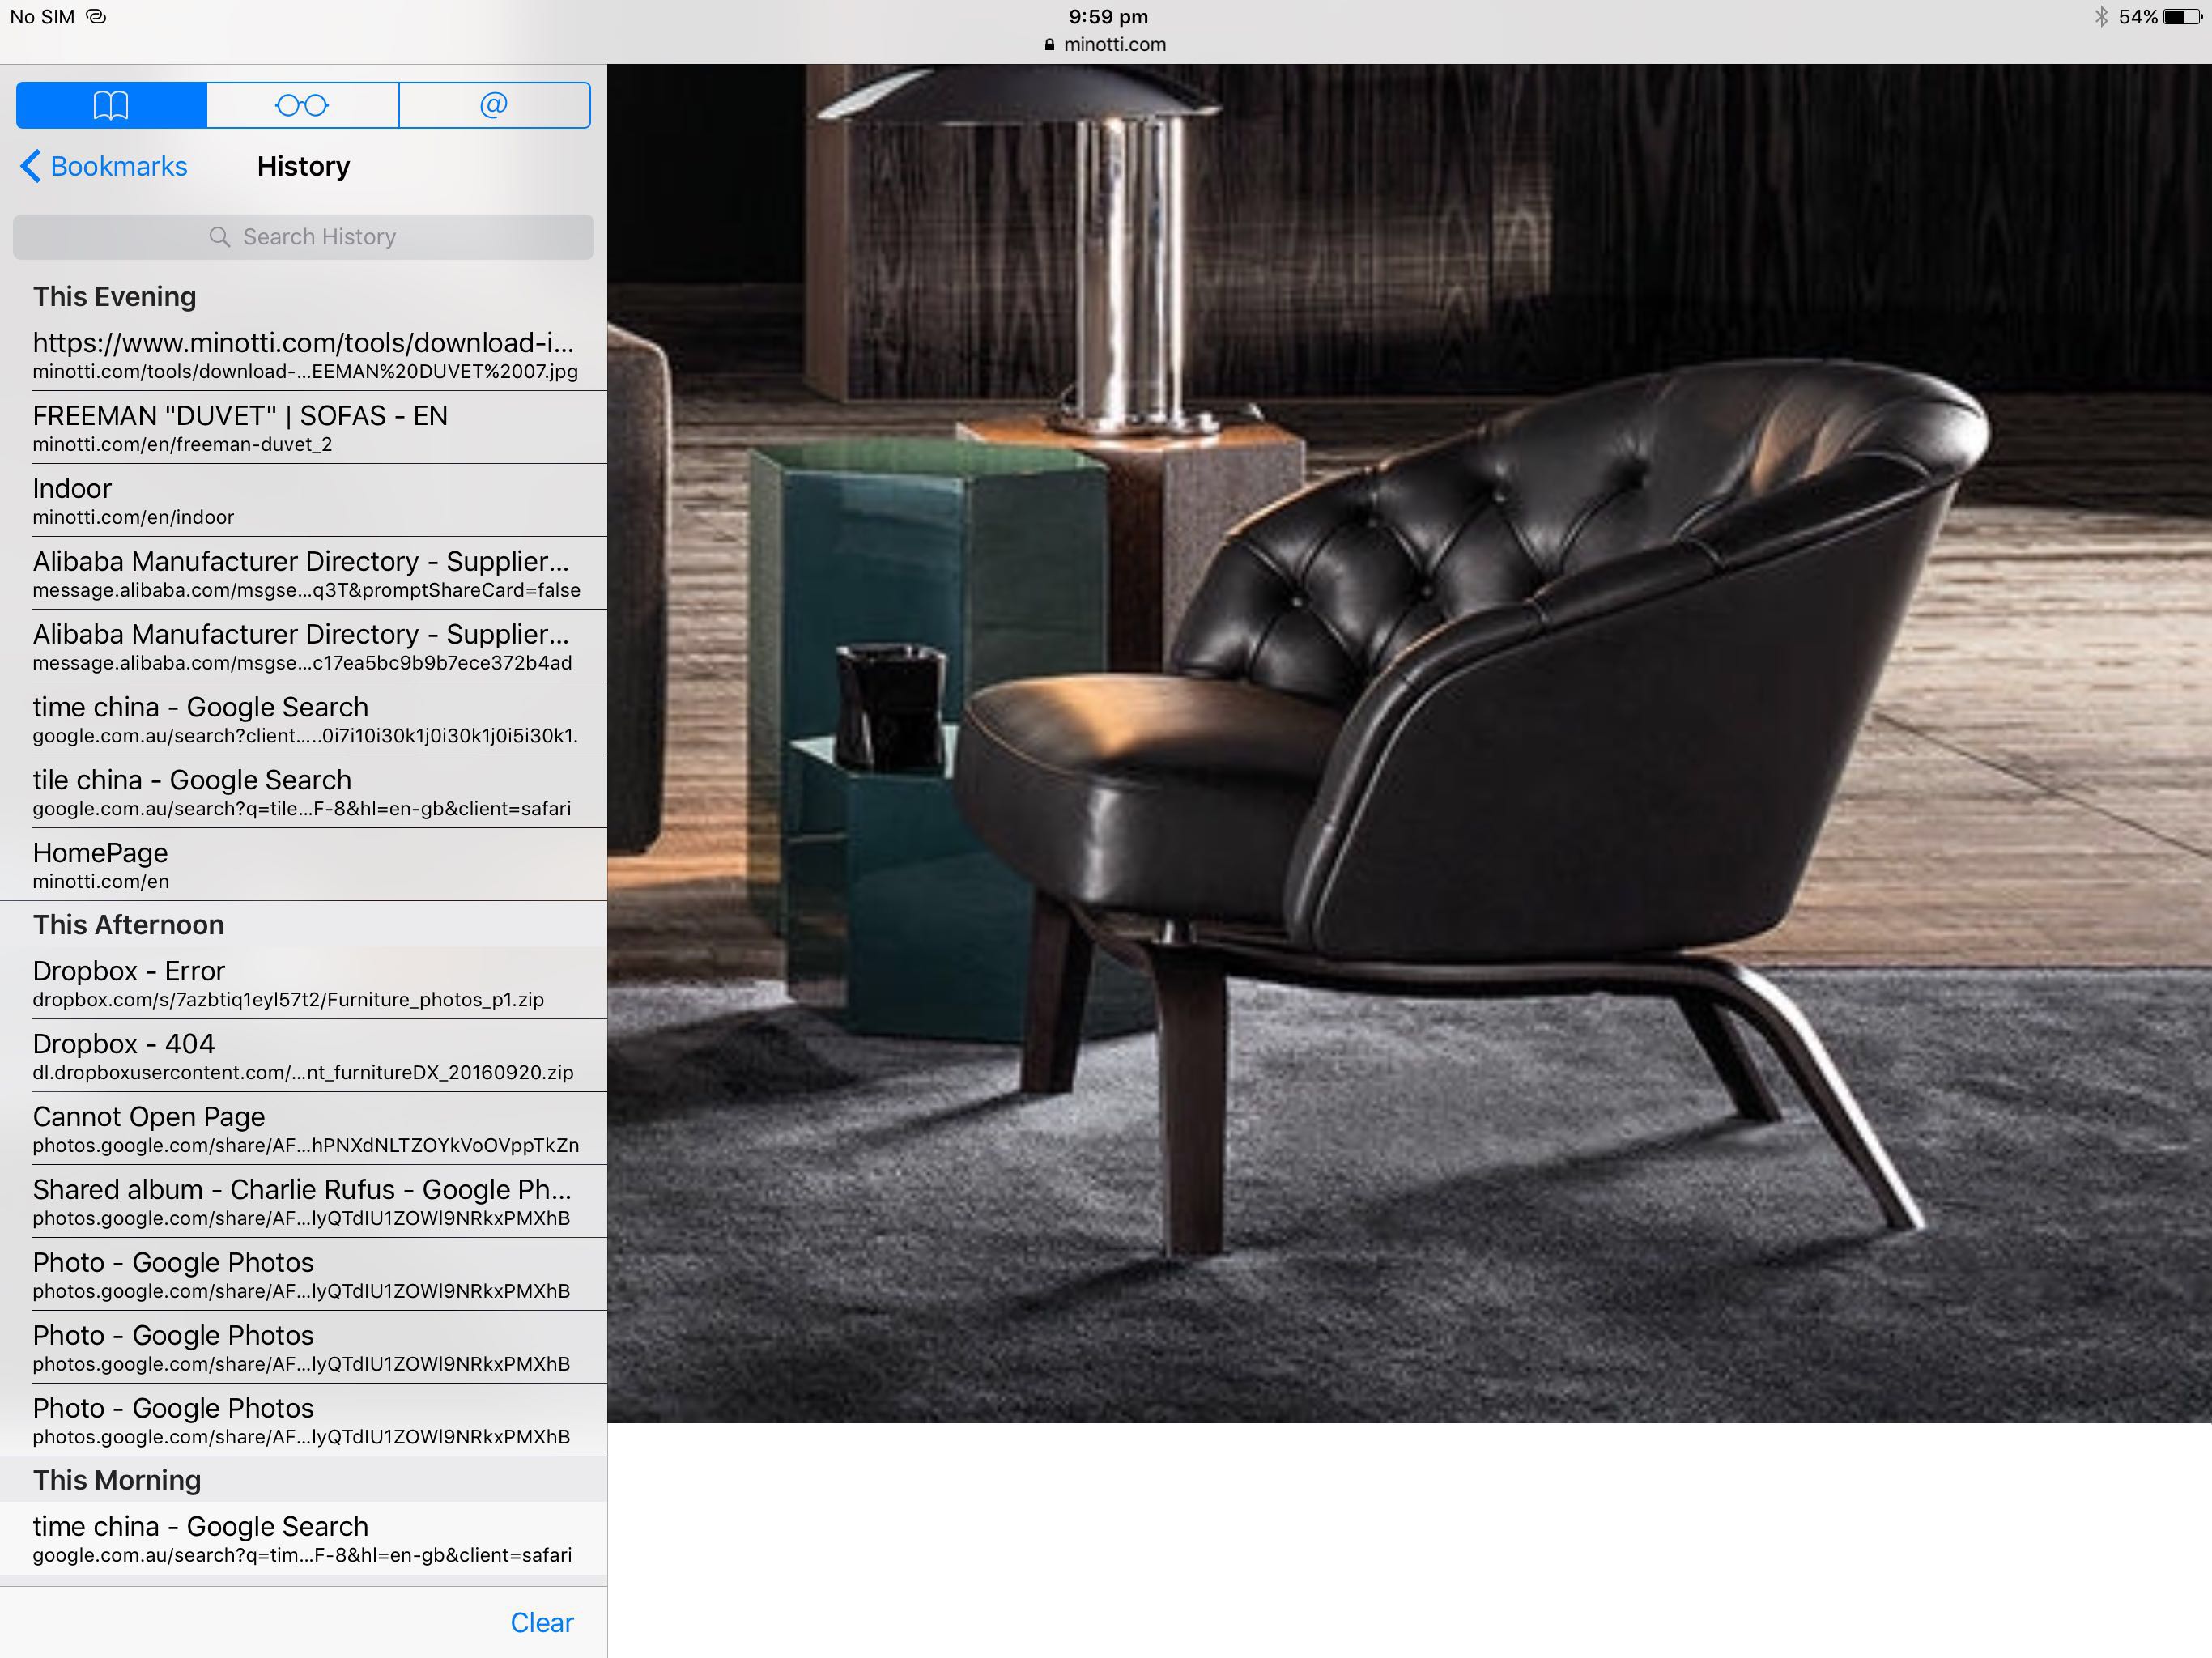 No SIM
9:59 pm
54%
minotti.com
@
Bookmarks
History
Search History
This Evening
https://www.minotti.com/tools/download-i...
minotti.com/tools/download-...EEMAN%20DUVET%2007.jpg
FREEMAN "DUVET" | SOFAS - EN
minotti.com/en/freeman-duvet_2
Indoor
minotti.com/en/indoor
Alibaba Manufacturer Directory - Supplier...
message.alibaba.com/msgse...q3T&promptShareCard=false
Alibaba Manufacturer Directory - Supplier...
message.alibaba.com/msgse...c17ea5bc9b9b7ece372b4ad
time china - Google Search
google.com.au/search?client.....0i7i10i30k1j0i30k1j0i5i30k1.
tile china - Google Search
google.com.au/search?q=tile...F-8&hl=en-gb&client=safari
HomePage
minotti.com/en
This Afternoon
Dropbox - Error
dropbox.com/s/7azbtiq1eyl57t2/Furniture_photos_p1.zip
Dropbox - 404
dl.dropboxusercontent.com/...nt_furnitureDX_20160920.zip
Cannot Open Page
photos.google.com/share/AF...hPNXdNLTZOYkVoOVppTkZn
Shared album - Charlie Rufus - Google Ph...
photos.google.com/share/AF...lyQTdIU1ZOWl9NRkxPMXhB
Photo - Google Photos
photos.google.com/share/AF...lyQTdIU1ZOWl9NRkxPMXhB
Photo - Google Photos
photos.google.com/share/AF...lyQTdIU1ZOWl9NRkxPMXhB
Photo - Google Photos
photos.google.com/share/AF...lyQTdIU1ZOWl9NRkxPMXhB
This Morning
time china - Google Search
google.com.au/search?q=tim...F-8&hl=en-gb&client=safari
Clear